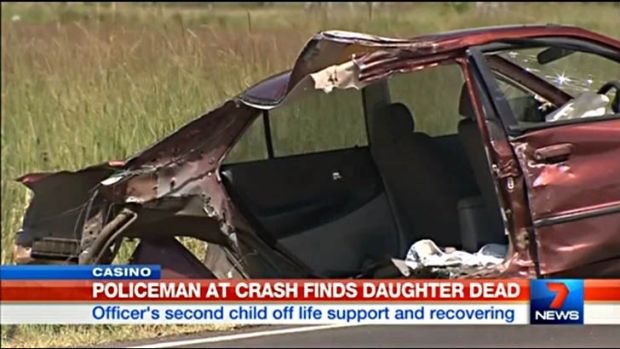 CASINO
POLICEMAN AT CRASH FINDS DAUGHTER DEAD
Officer's second child off life support and recovering
7
NEWS